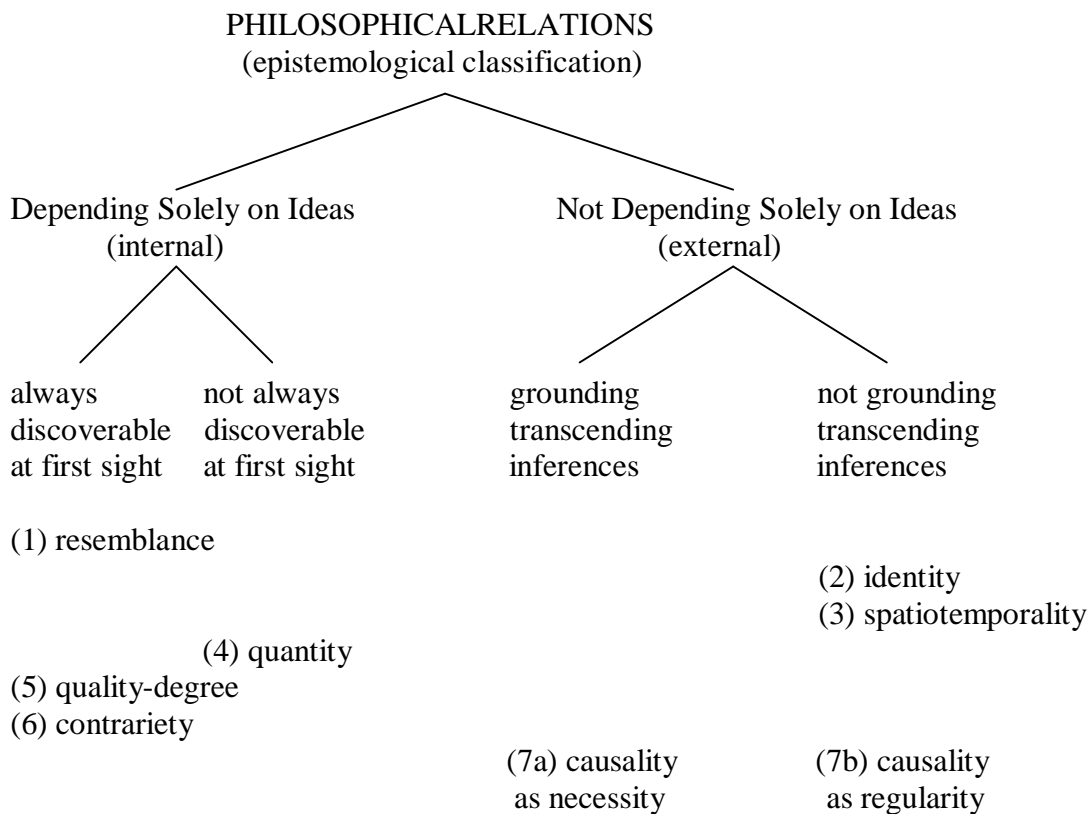 PHILOSOPHICALRELATIONS
(epistemological classification)
Depending Solely on Ideas
(internal)
Not Depending Solely on Ideas
(external)
always
discoverable
at first sight
not always
discoverable
at first sight
grounding
transcending
inferences
not grounding
transcending
inferences
(1) resemblance
(2) identity
(3) spatiotemporality
(4) quantity
(5) quality-degree
(6) contrariety
(7a) causality
as necessity
(7b) causality
as regularity